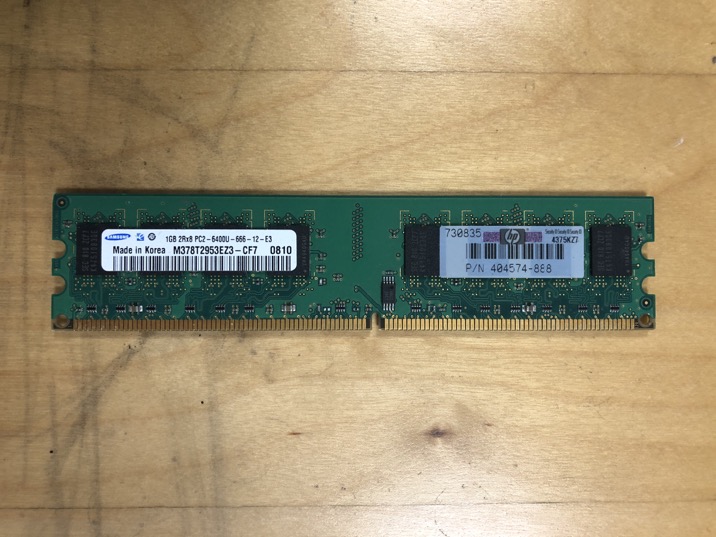 SAMSUNG
1GB 2Rx8 PC2-6400U-666-12-E3
Made in Korea M378T2953EZ3-CF7 0810
730835
hp
4375KZ7
P/N 404574-888